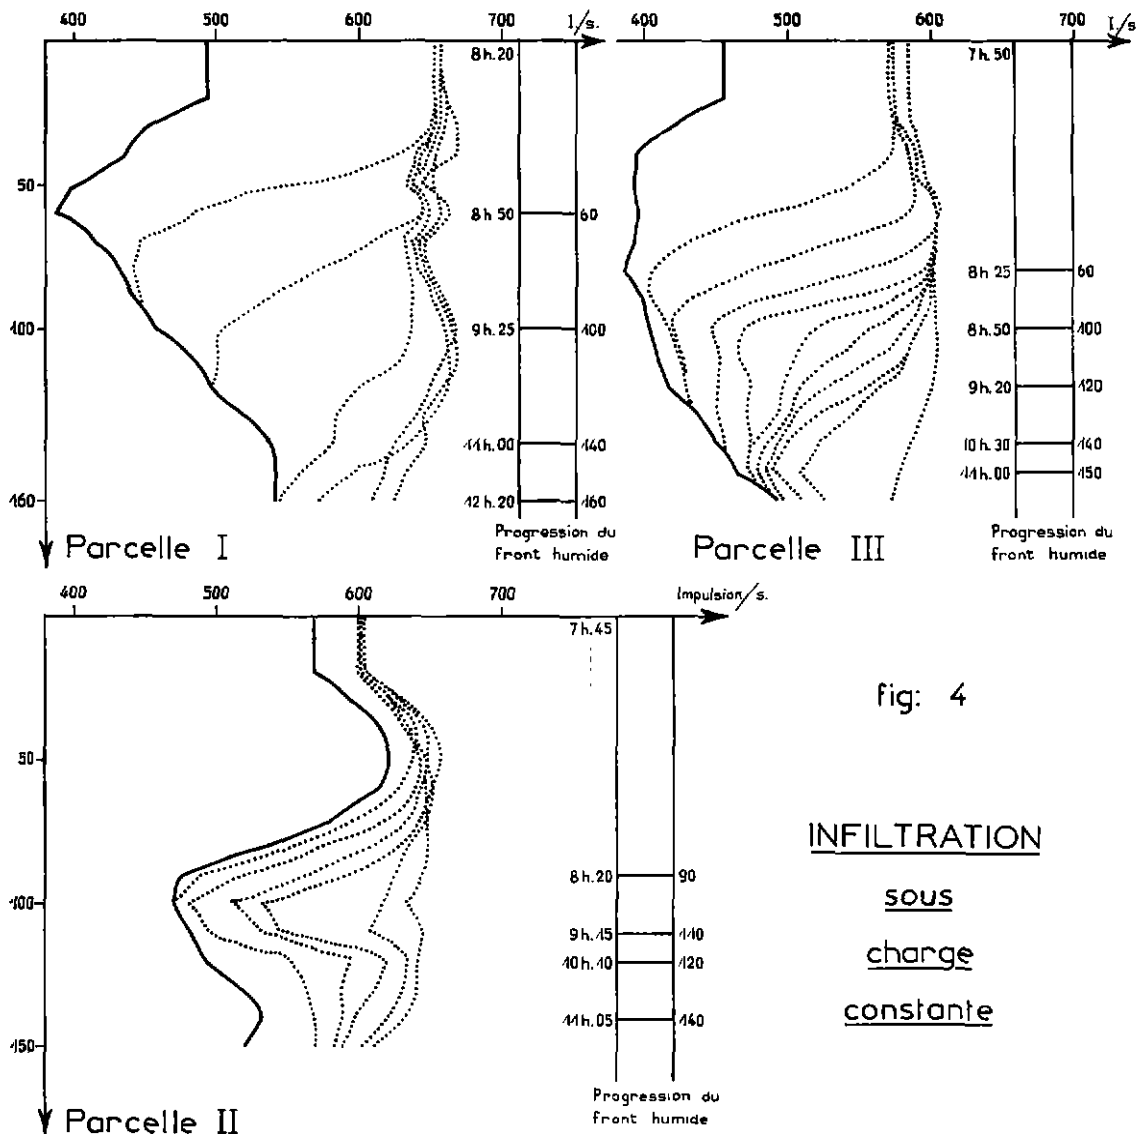 400 500 600 700 I/s.
8h.20
50
8h 50 60
100
9h.25 100
11h.00 140
160
12h.20 160
Progression du
front humide
Parcelle I
400 500 600 700 I/s
7h.50
8h 25 60
8h.50 100
9h.20 120
10h.30 140
11h.00 150
Progression du
front humide
Parcelle III
400 500 600 700 Impulsion/s.
7h.45
50
8h.20 90
100
9h.15 110
10h.10 120
11h.05 140
150
Progression du
front humide
Parcelle II
fig: 4
INFILTRATION
sous
charge
constante